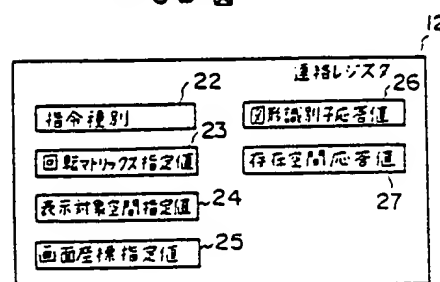 12
連絡レジスタ
22
26
指令種別
図形識別子応答値
23
回転マトリックス指定値
存在空間応答値
表示対象空間指定値
24
27
画面座標指定値
25